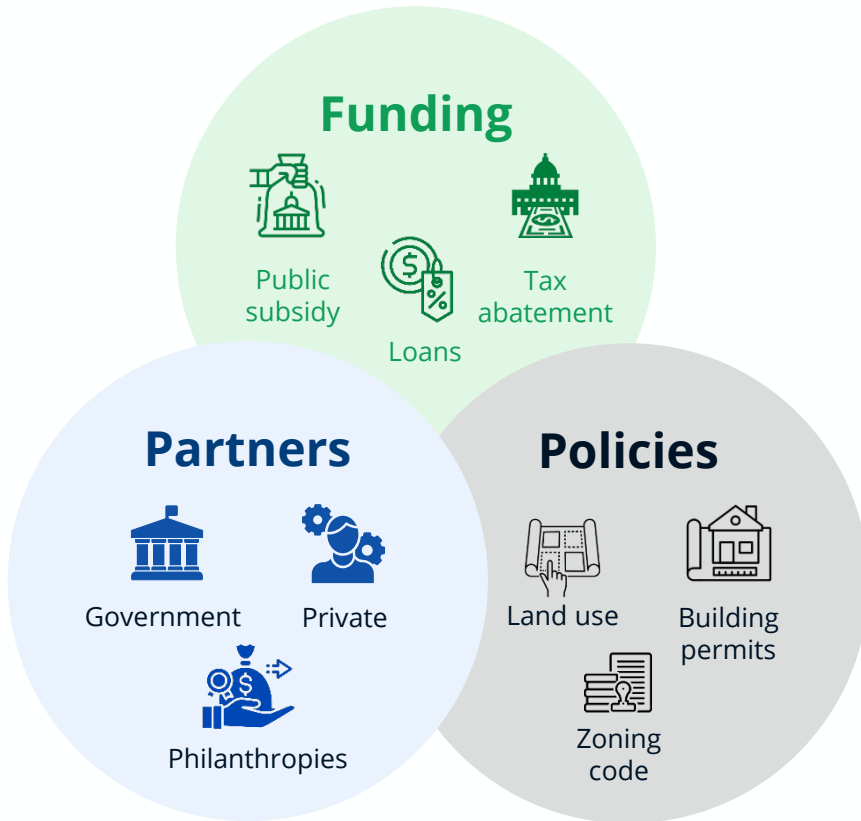 Funding
Public
subsidy
Loans
Tax
abatement
Partners
Government
Private
Philanthropies
Policies
Land use
Building
permits
Zoning
code